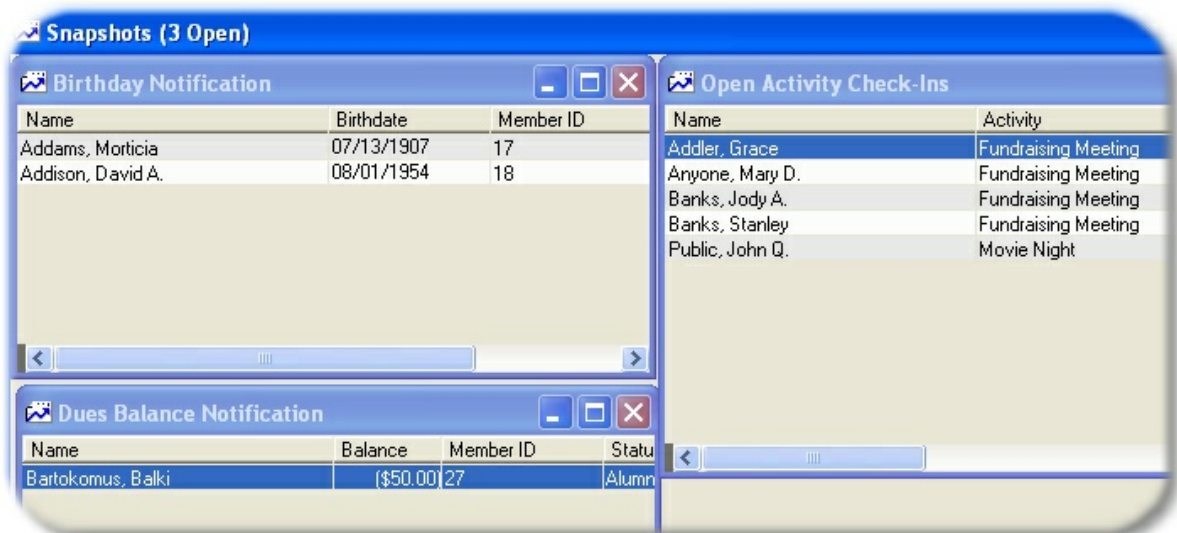 Snapshots (3 Open)
Birthday Notification
Name Birthdate Member ID
Addams, Morticia 07/13/1907 17
Addison, David A. 08/01/1954 18
Dues Balance Notification
Name Balance Member ID Statu
Bartokomus, Balki ($50.00) 27 Alumn
Open Activity Check-Ins
Name Activity
Addler, Grace Fundraising Meeting
Anyone, Mary D. Fundraising Meeting
Banks, Jody A. Fundraising Meeting
Banks, Stanley Fundraising Meeting
Public, John Q. Movie Night